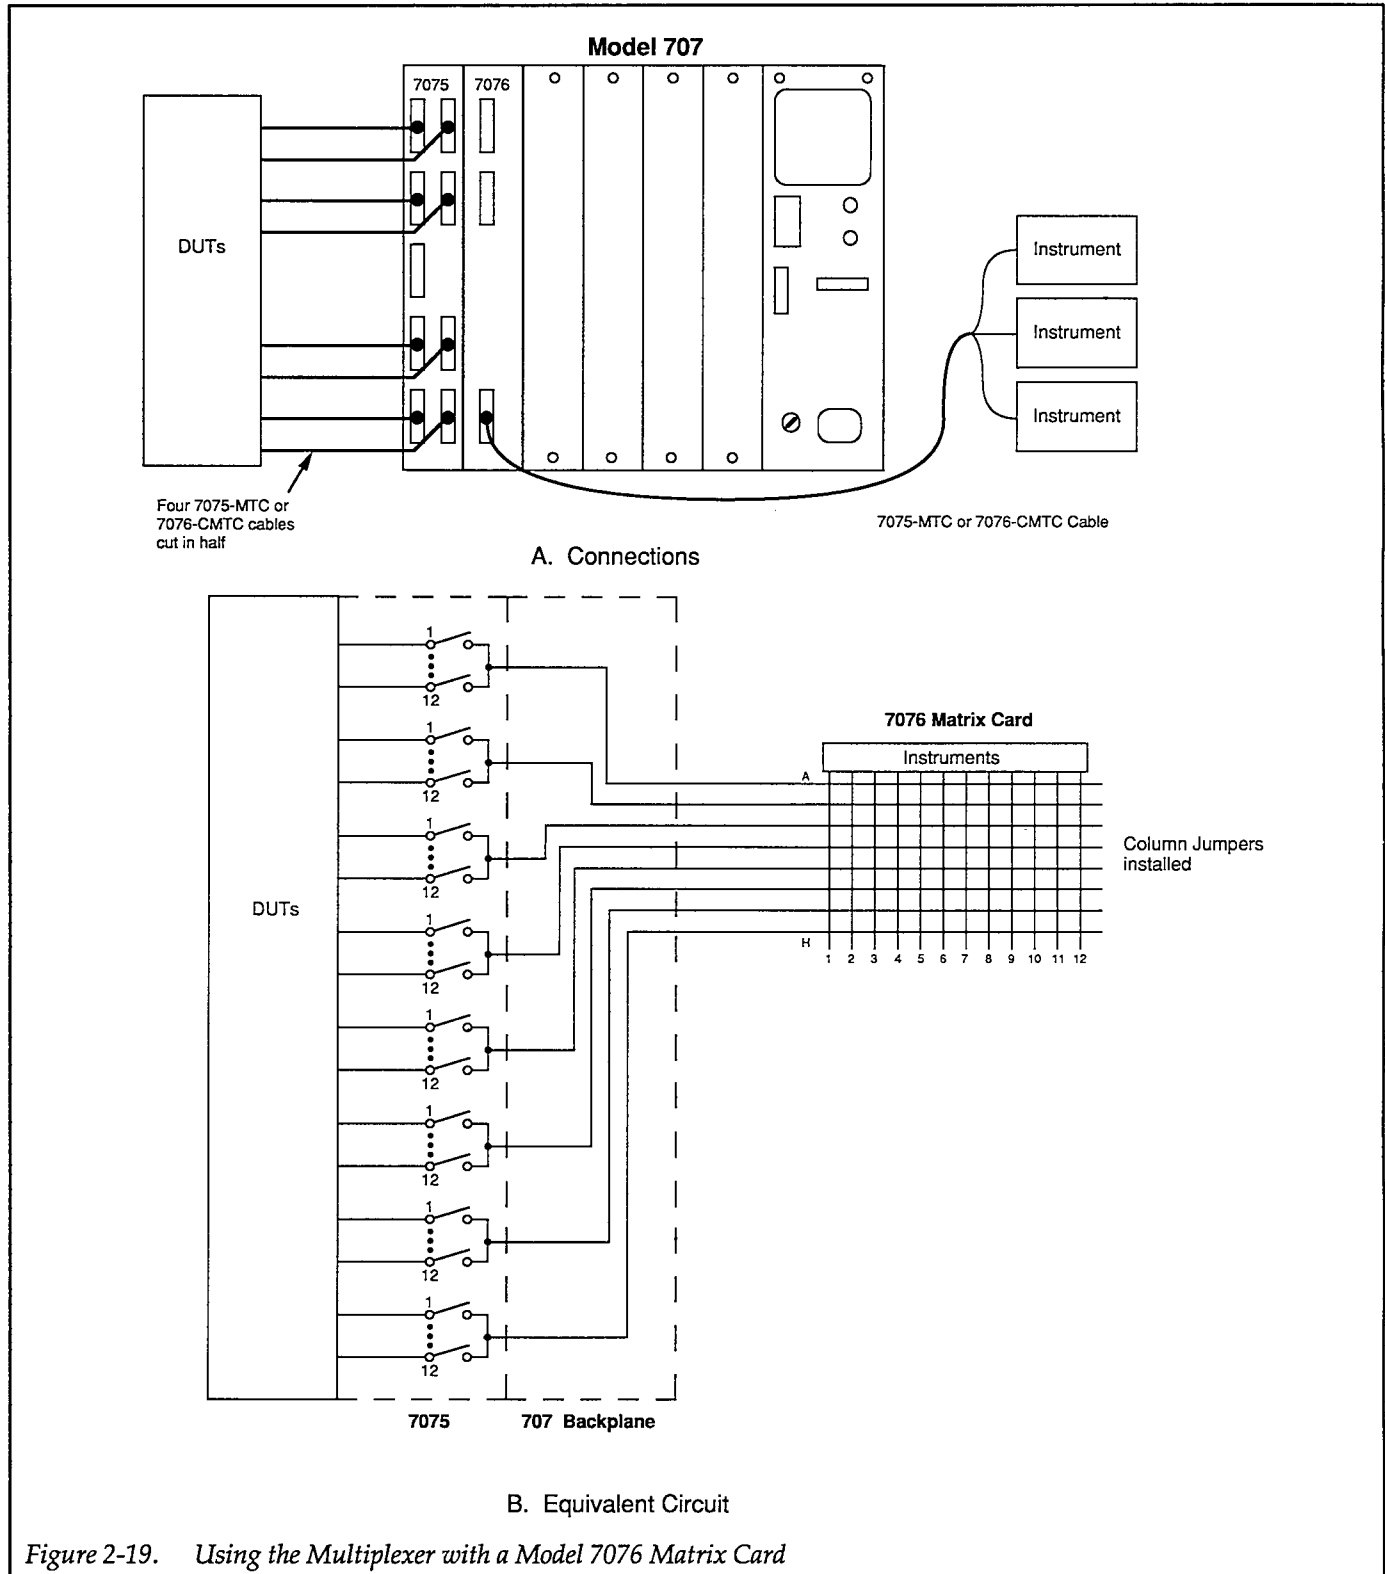 Model 707
7075
7076
DUTs
Instrument
Instrument
Instrument
Four 7075-MTC or
7076-CMTC cables
cut in half
7075-MTC or 7076-CMTC Cable
A. Connections
1
12
1
12
1
12
1
12
1
12
1
12
1
12
1
12
DUTs
7076 Matrix Card
Instruments
A
H
1 2 3 4 5 6 7 8 9 10 11 12
Column Jumpers
installed
7075
707 Backplane
B. Equivalent Circuit
Figure 2-19. Using the Multiplexer with a Model 7076 Matrix Card